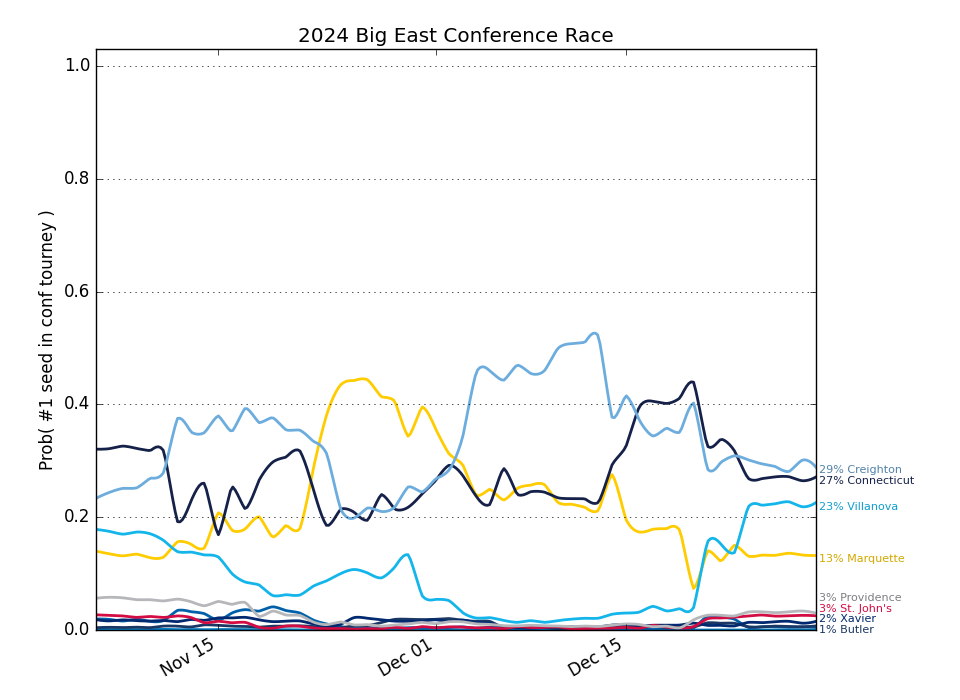 2024 Big East Conference Race
Prob( #1 seed in conf tourney )
1.0
0.8
0.6
0.4
0.2
0.0
Nov 15
Dec 01
Dec 15
29% Creighton
27% Connecticut
23% Villanova
13% Marquette
3% Providence
3% St. John's
2% Xavier
1% Butler